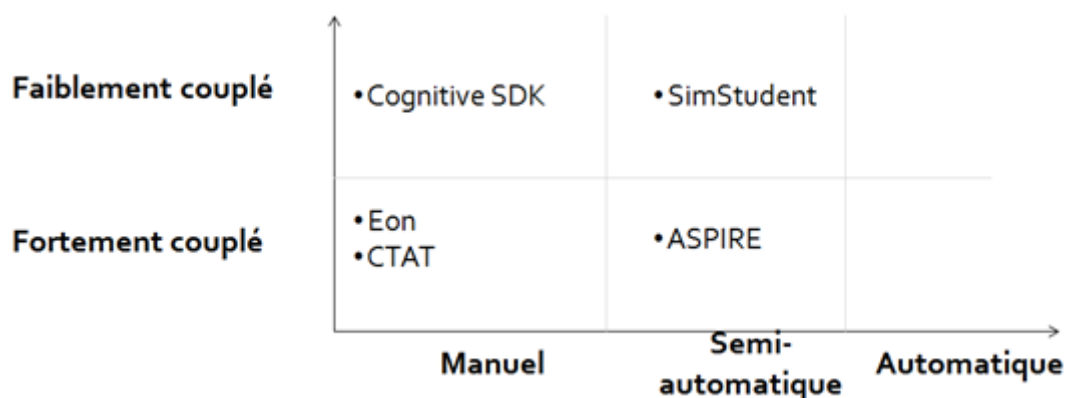 Faiblement couplé
•Cognitive SDK
•SimStudent
Fortement couplé
•Eon
•CTAT
•ASPIRE
Manuel
Semi-
automatique
Automatique